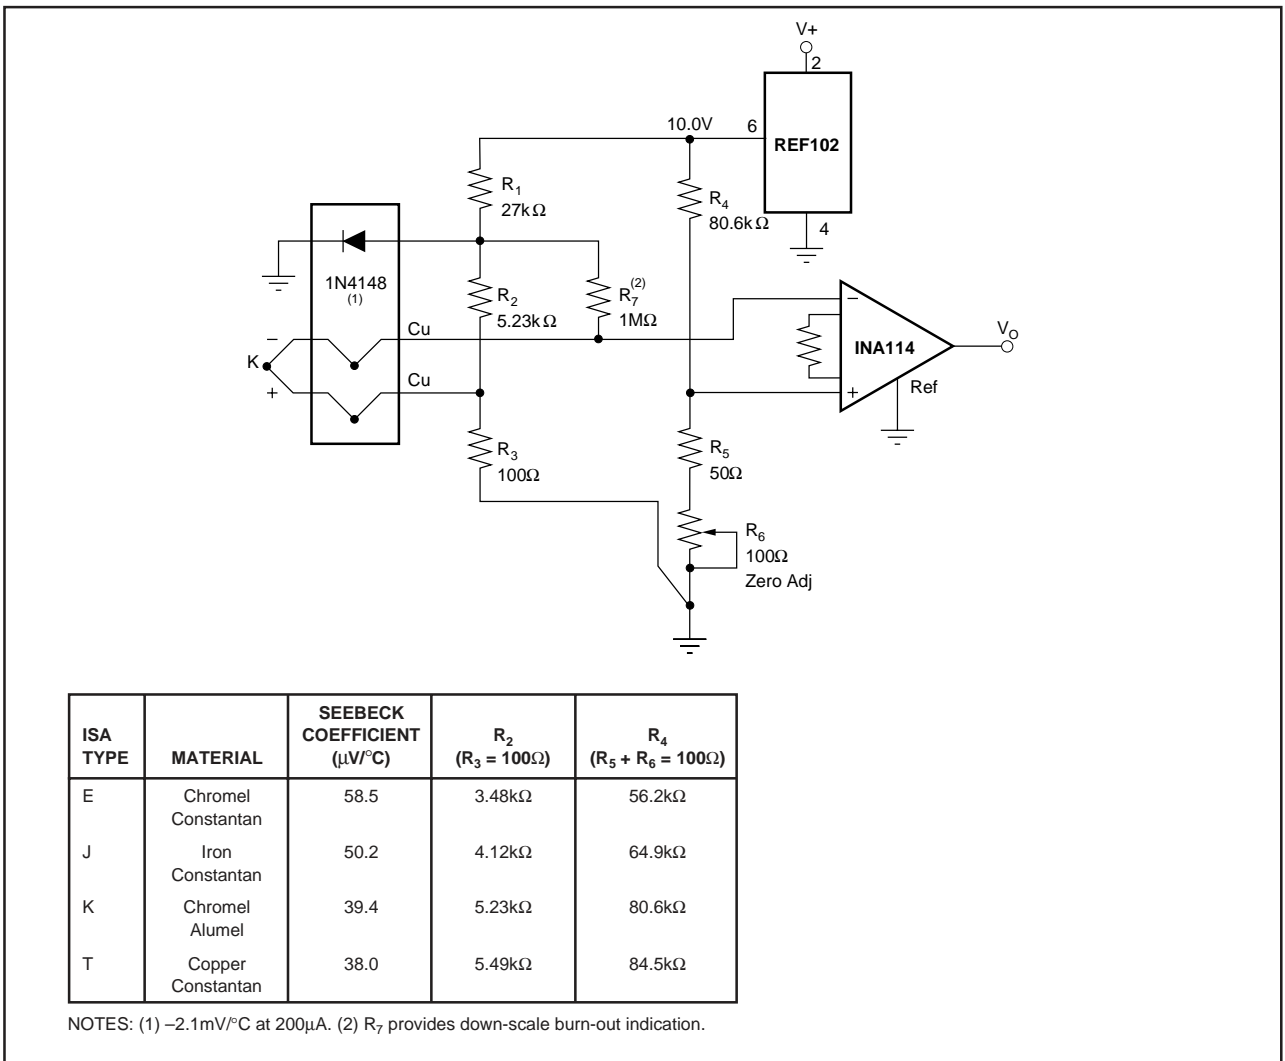 V+
2
10.0V
6
REF102
R1
27kΩ
R4
80.6kΩ
4
1N4148
(1)
R2
5.23kΩ
R7(2)
1MΩ
–
Cu
K
Cu
+
–
INA114
+
VO
Ref
R3
100Ω
R5
50Ω
R6
100Ω
Zero Adj
ISA TYPE | MATERIAL | SEEBECK COEFFICIENT (µV/°C) | R2 (R3 = 100Ω) | R4 (R5 + R6 = 100Ω)
E | Chromel Constantan | 58.5 | 3.48kΩ | 56.2kΩ
J | Iron Constantan | 50.2 | 4.12kΩ | 64.9kΩ
K | Chromel Alumel | 39.4 | 5.23kΩ | 80.6kΩ
T | Copper Constantan | 38.0 | 5.49kΩ | 84.5kΩ
NOTES: (1) –2.1mV/°C at 200µA. (2) R7 provides down-scale burn-out indication.